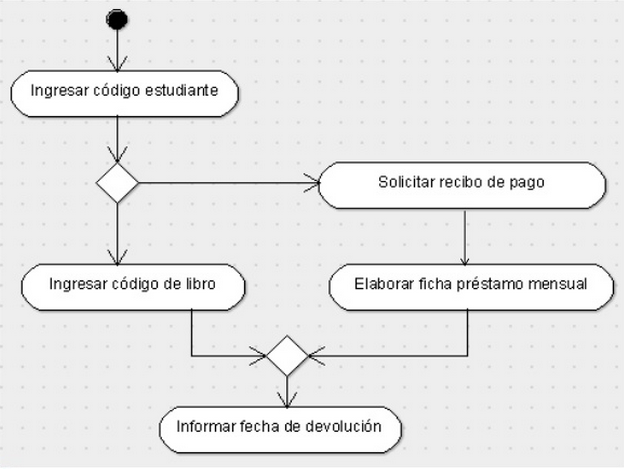 Ingresar código estudiante
Solicitar recibo de pago
Ingresar código de libro
Elaborar ficha préstamo mensual
Informar fecha de devolución